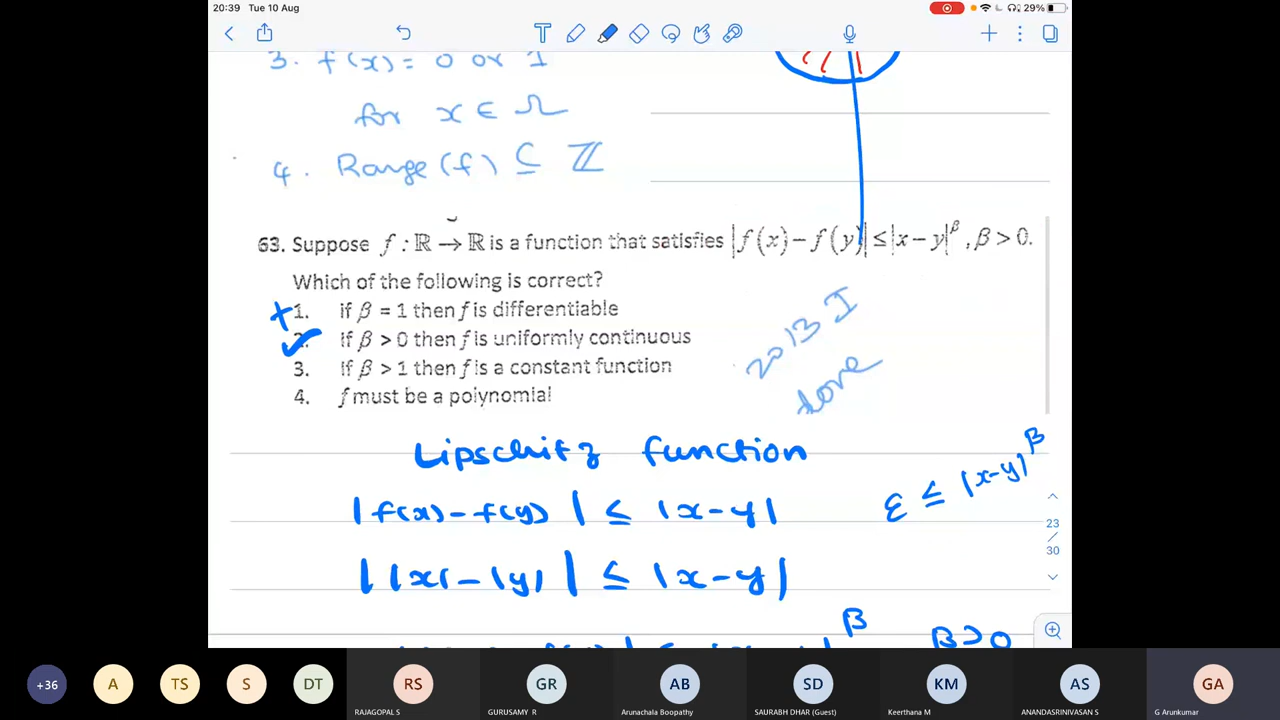 20:39 Tue 10 Aug
29%
3. f(x) = 0 or 1
for x ∈ Ω
4. Range (f) ⊆ ℤ
63. Suppose f : ℝ → ℝ is a function that satisfies |f(x) − f(y)| ≤ |x − y|^β, β > 0.
Which of the following is correct?
1. if β = 1 then f is differentiable
2. if β > 0 then f is uniformly continuous
3. if β > 1 then f is a constant function
4. f must be a polynomial
2013 I
done
Lipschitz function
|f(x) − f(y)| ≤ |x − y|
ε ≤ |x − y|^β
||x| − |y|| ≤ |x − y|
β
β > 0
23
/
30
+36
A
TS
S
DT
RS
GR
AB
SD
KM
AS
GA
RAJAGOPAL S
GURUSAMY R
Arunachala Boopathy
SAURABH DHAR (Guest)
Keerthana M
ANANDASRINIVASAN S
G Arunkumar